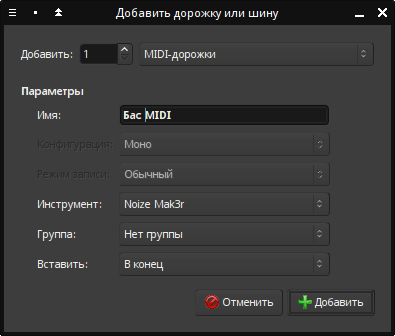 Добавить дорожку или шину
Добавить: 1 MIDI-дорожки
Параметры
Имя: Бас MIDI
Конфигурация: Моно
Режим записи: Обычный
Инструмент: Noize Mak3r
Группа: Нет группы
Вставить: В конец
Отменить Добавить